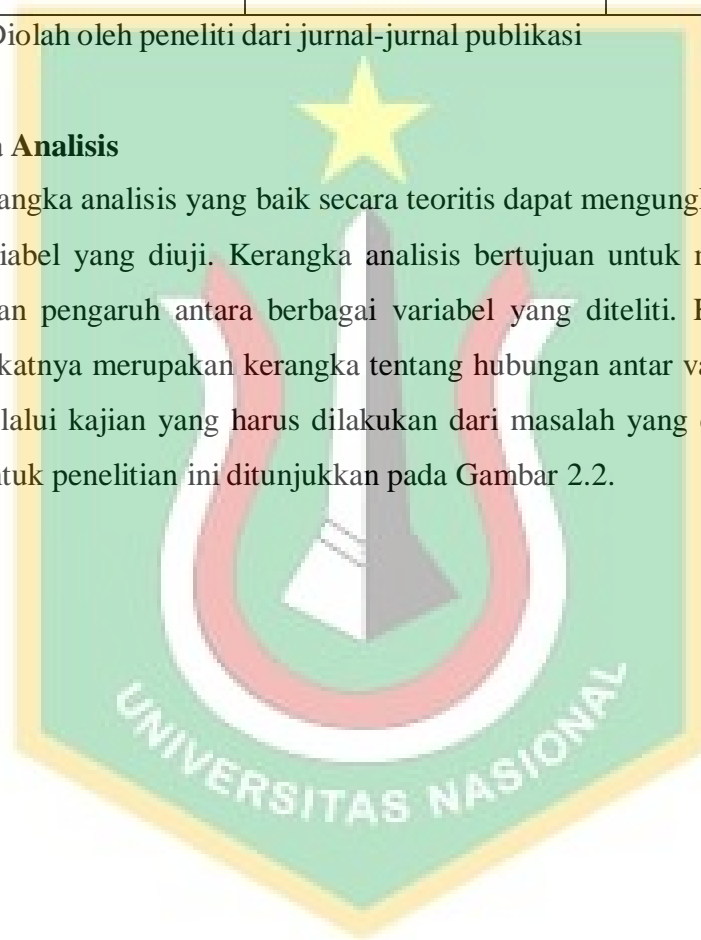 Diolah oleh peneliti dari jurnal-jurnal publikasi
Analisis
angka analisis yang baik secara teoritis dapat mengung
iabel yang diuji. Kerangka analisis bertujuan untuk
an pengaruh antara berbagai variabel yang diteliti.
katnya merupakan kerangka tentang hubungan antar va
lalui kajian yang harus dilakukan dari masalah yang
tuk penelitian ini ditunjukkan pada Gambar 2.2.
UNIVERSITAS NASIONAL